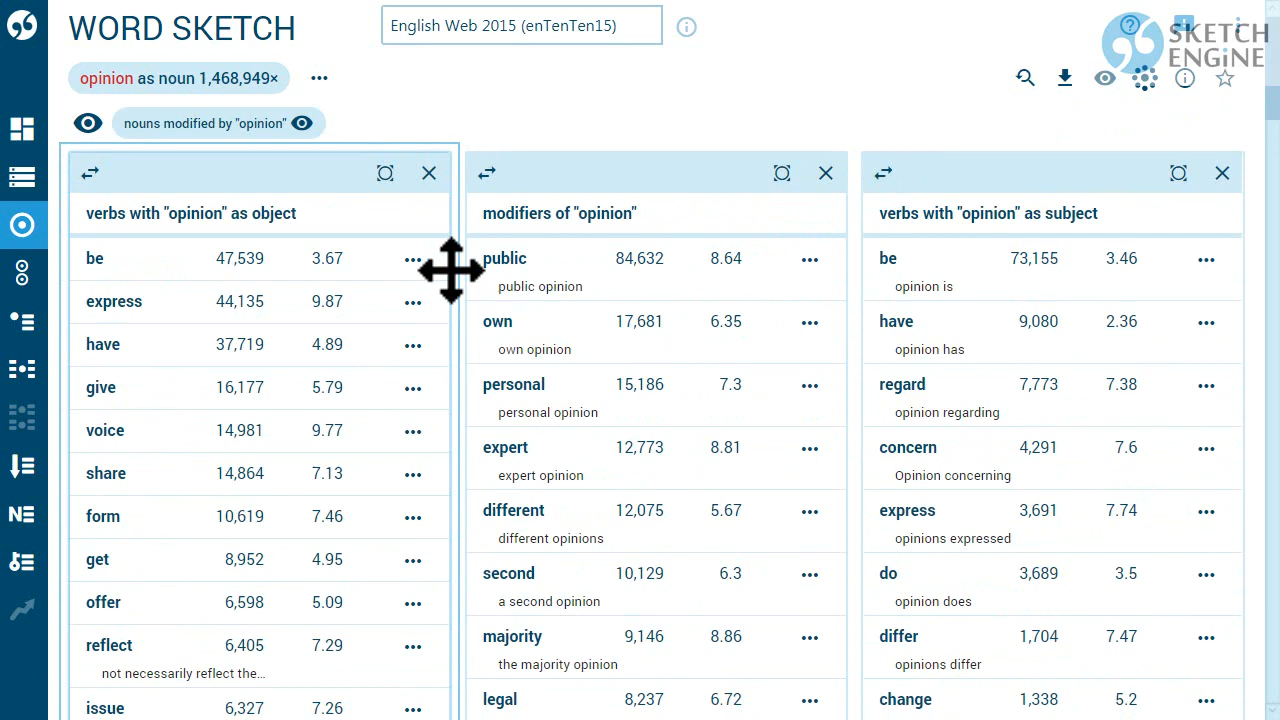 WORD SKETCH
English Web 2015 (enTenTen15)
SKETCH
ENGINE
opinion as noun 1,468,949×
nouns modified by "opinion"
verbs with "opinion" as object
be 47,539 3.67
express 44,135 9.87
have 37,719 4.89
give 16,177 5.79
voice 14,981 9.77
share 14,864 7.13
form 10,619 7.46
get 8,952 4.95
offer 6,598 5.09
reflect 6,405 7.29
not necessarily reflect the...
issue 6,327 7.26
modifiers of "opinion"
public 84,632 8.64
public opinion
own 17,681 6.35
own opinion
personal 15,186 7.3
personal opinion
expert 12,773 8.81
expert opinion
different 12,075 5.67
different opinions
second 10,129 6.3
a second opinion
majority 9,146 8.86
the majority opinion
legal 8,237 6.72
verbs with "opinion" as subject
be 73,155 3.46
opinion is
have 9,080 2.36
opinion has
regard 7,773 7.38
opinion regarding
concern 4,291 7.6
Opinion concerning
express 3,691 7.74
opinions expressed
do 3,689 3.5
opinion does
differ 1,704 7.47
opinions differ
change 1,338 5.2